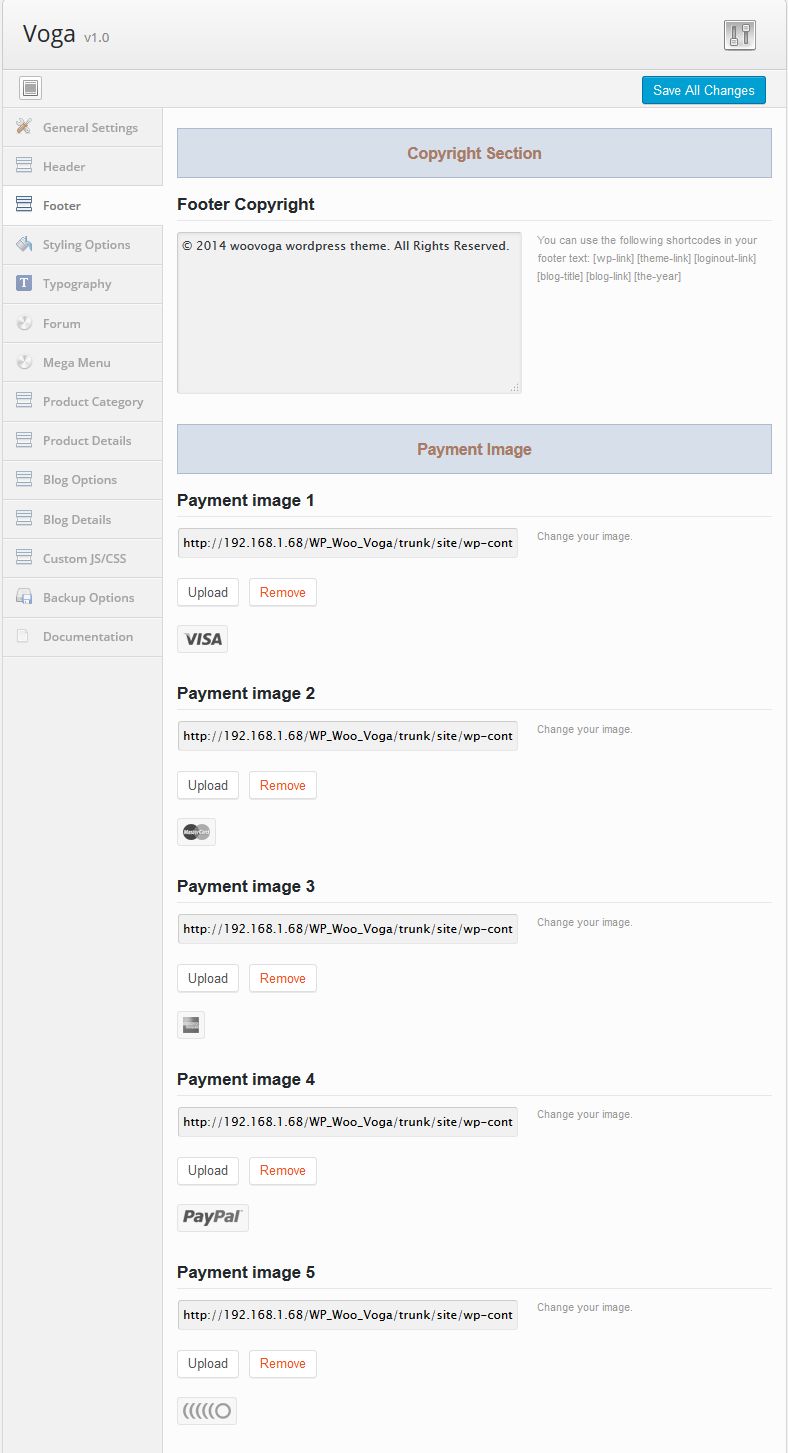 Voga v1.0
Save All Changes
General Settings
Header
Footer
Styling Options
Typography
Forum
Mega Menu
Product Category
Product Details
Blog Options
Blog Details
Custom JS/CSS
Backup Options
Documentation
Copyright Section
Footer Copyright
© 2014 woovoga wordpress theme. All Rights Reserved.
You can use the following shortcodes in your
footer text: [wp-link] [theme-link] [loginout-link]
[blog-title] [blog-link] [the-year]
Payment Image
Payment image 1
http://192.168.1.68/WP_Woo_Voga/trunk/site/wp-cont
Change your image.
Upload Remove
VISA
Payment image 2
http://192.168.1.68/WP_Woo_Voga/trunk/site/wp-cont
Change your image.
Upload Remove
MasterCard
Payment image 3
http://192.168.1.68/WP_Woo_Voga/trunk/site/wp-cont
Change your image.
Upload Remove
Payment image 4
http://192.168.1.68/WP_Woo_Voga/trunk/site/wp-cont
Change your image.
Upload Remove
PayPal
Payment image 5
http://192.168.1.68/WP_Woo_Voga/trunk/site/wp-cont
Change your image.
Upload Remove